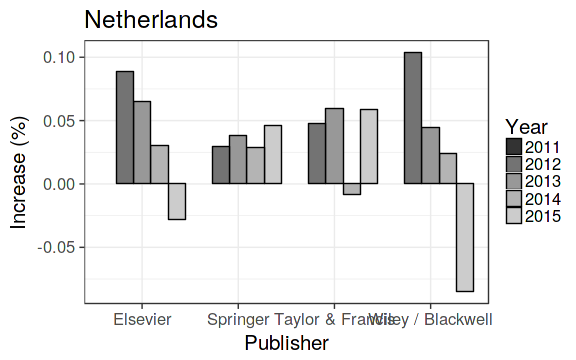 Netherlands
0.10
0.05
0.00
-0.05
Increase (%)
Elsevier Springer Taylor & Francis Wiley / Blackwell
Publisher
Year
2011
2012
2013
2014
2015